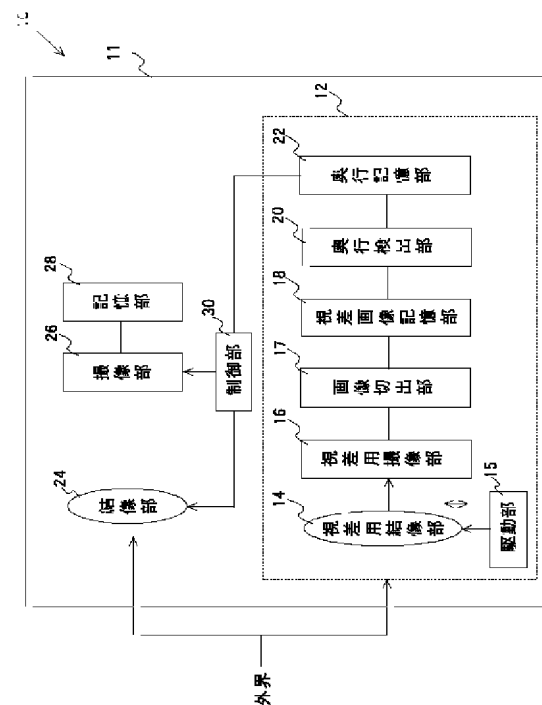 10
11
12
22
奥行記憶部
20
奥行検出部
18
視差画像記憶部
17
画像切出部
16
視差用撮像部
14
視差用結像部
15
駆動部
28
記憶部
26
撮像部
30
制御部
24
結像部
外界